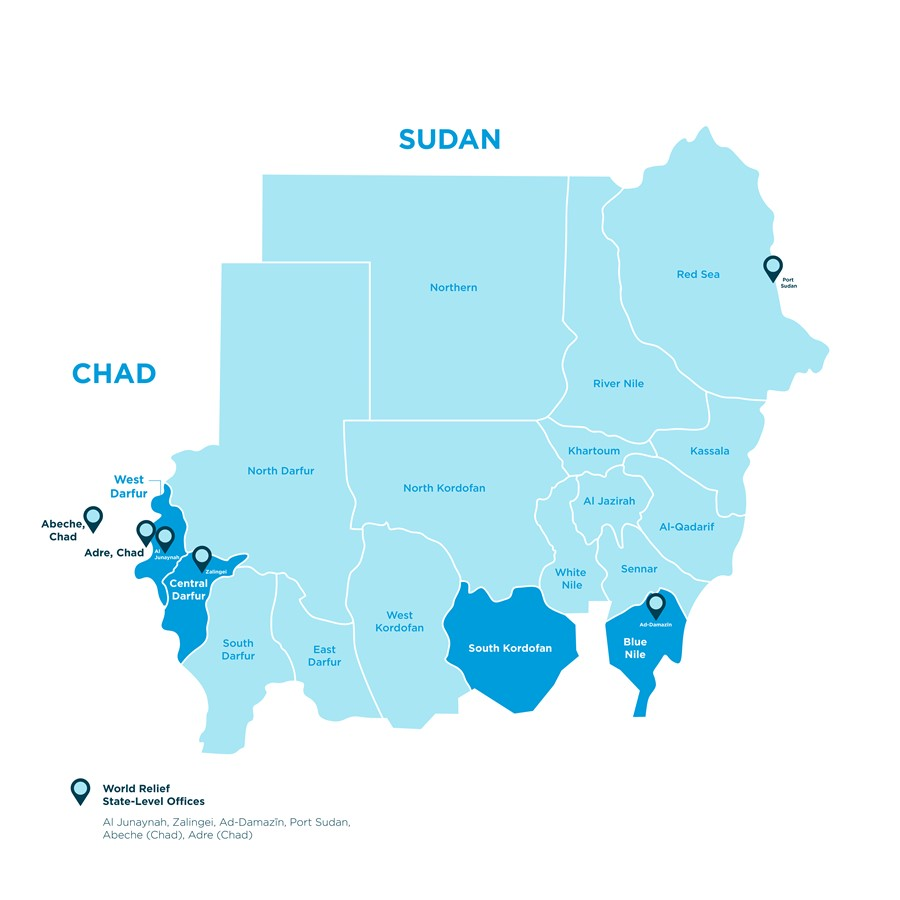 SUDAN
Northern
Red Sea
Port
Sudan
CHAD
River Nile
North Darfur
North Kordofan
Khartoum
Kassala
West
Darfur
Al Jazirah
Al-Qadarif
Abeche,
Chad
Adre, Chad
Al
Junaynah
Zalingei
Central
Darfur
White
Nile
Sennar
West
Kordofan
South
Darfur
East
Darfur
South Kordofan
Ad-Damazin
Blue
Nile
World Relief
State-Level Offices
Al Junaynah, Zalingei, Ad-Damazīn, Port Sudan,
Abeche (Chad), Adre (Chad)